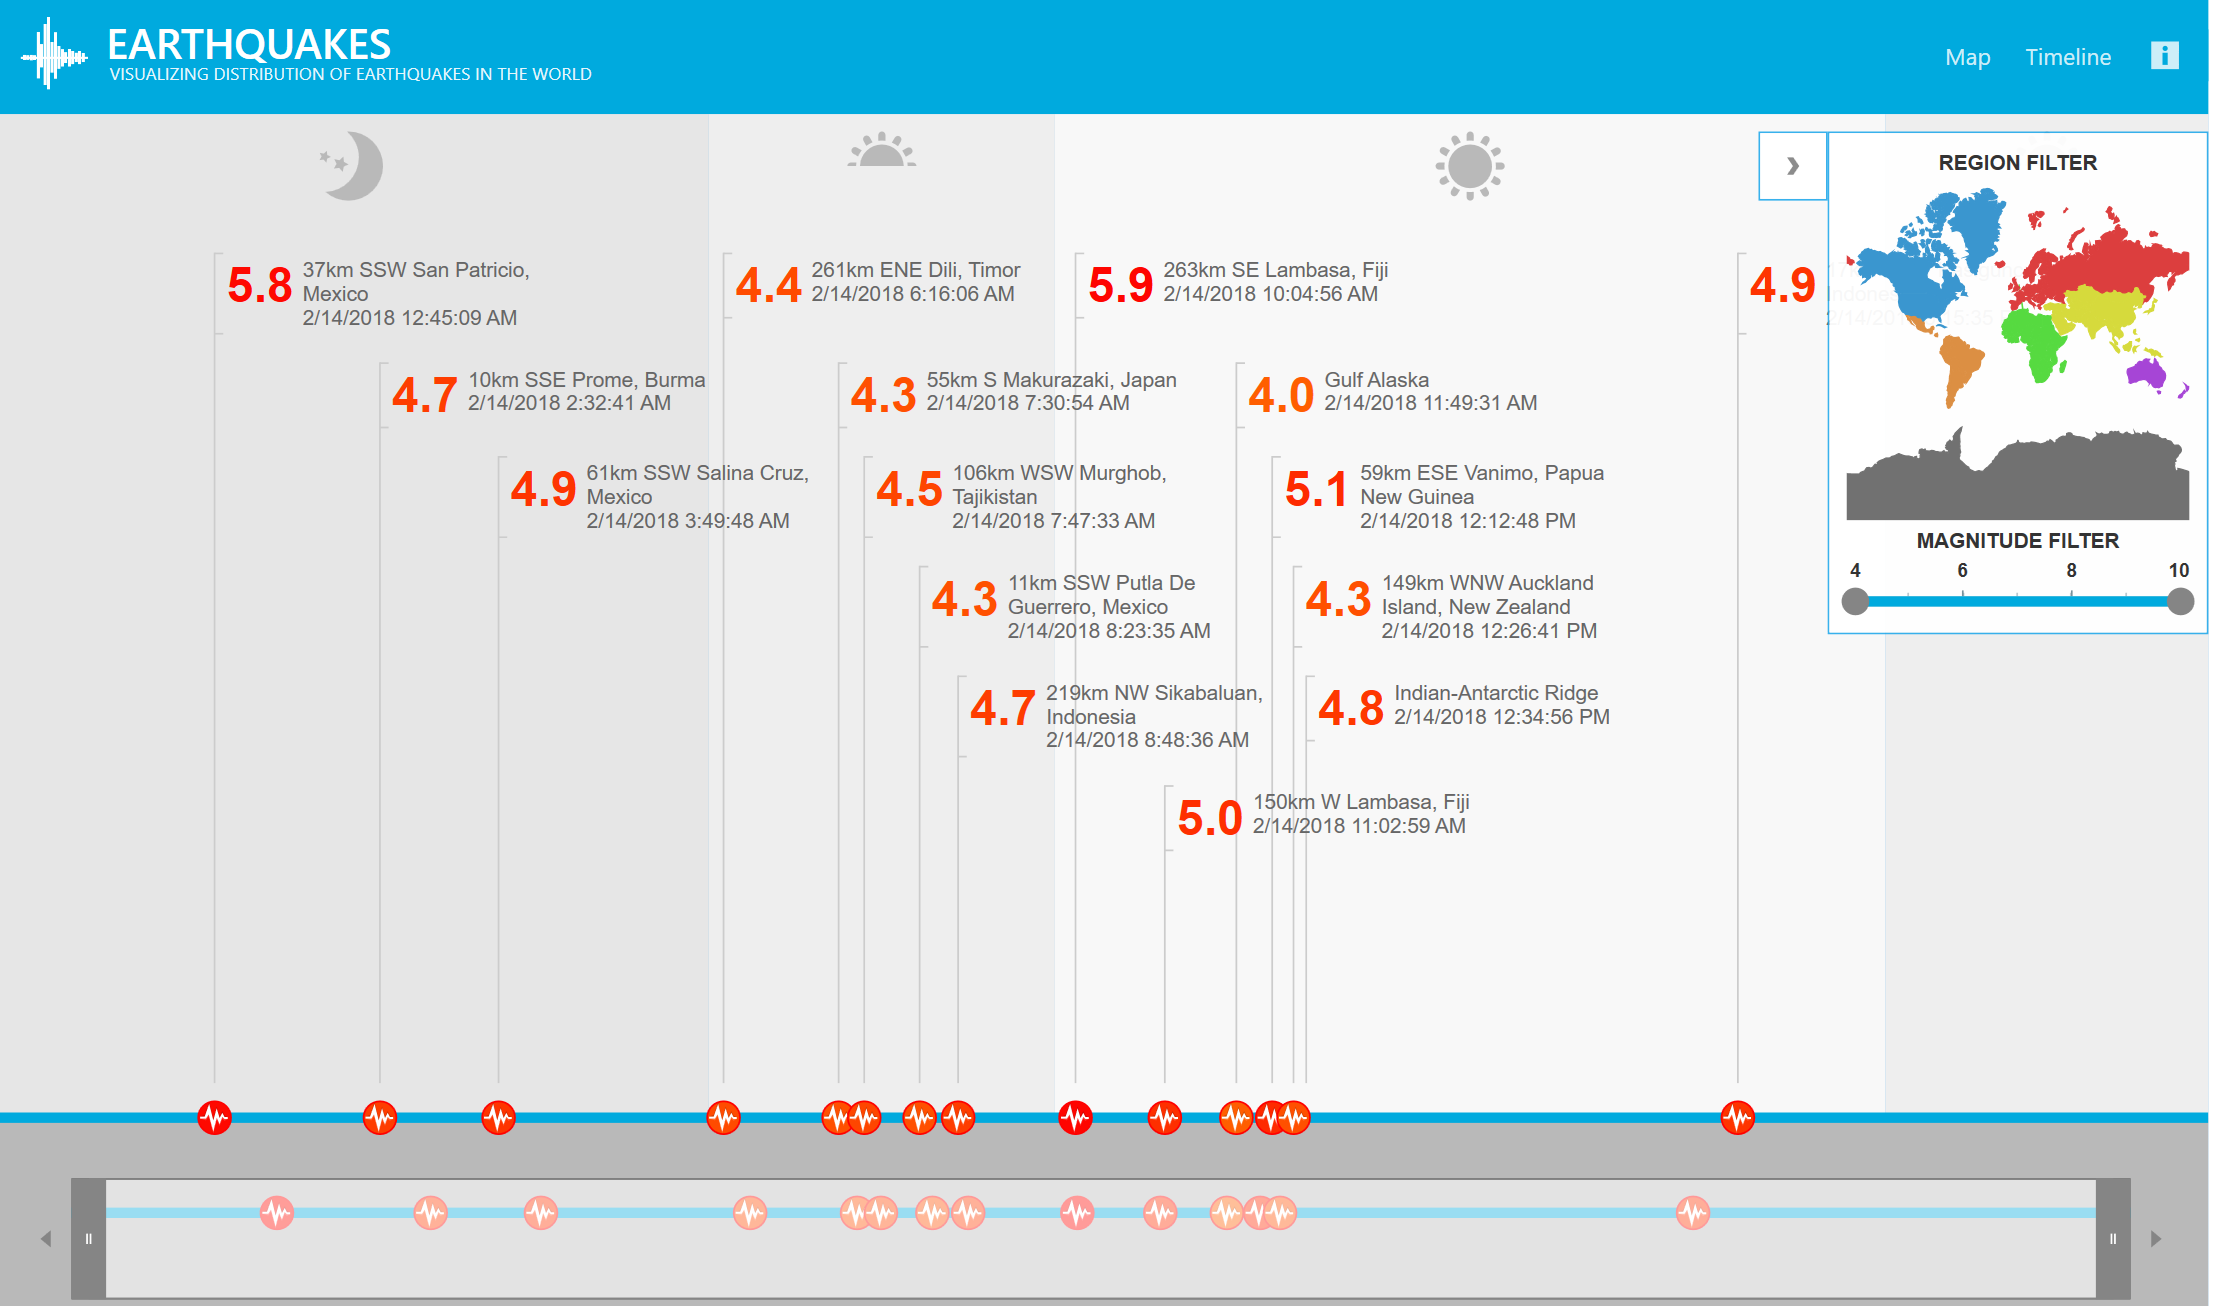 EARTHQUAKES
VISUALIZING DISTRIBUTION OF EARTHQUAKES IN THE WORLD
Map
Timeline
i
5.8
37km SSW San Patricio,
Mexico
2/14/2018 12:45:09 AM
4.4
261km ENE Dili, Timor
2/14/2018 6:16:06 AM
5.9
263km SE Lambasa, Fiji
2/14/2018 10:04:56 AM
4.9
4.7
10km SSE Prome, Burma
2/14/2018 2:32:41 AM
4.3
55km S Makurazaki, Japan
2/14/2018 7:30:54 AM
4.0
Gulf Alaska
2/14/2018 11:49:31 AM
4.9
61km SSW Salina Cruz,
Mexico
2/14/2018 3:49:48 AM
4.5
106km WSW Murghob,
Tajikistan
2/14/2018 7:47:33 AM
5.1
59km ESE Vanimo, Papua
New Guinea
2/14/2018 12:12:48 PM
4.3
11km SSW Putla De
Guerrero, Mexico
2/14/2018 8:23:35 AM
4.3
149km WNW Auckland
Island, New Zealand
2/14/2018 12:26:41 PM
4.7
219km NW Sikabaluan,
Indonesia
2/14/2018 8:48:36 AM
4.8
Indian-Antarctic Ridge
2/14/2018 12:34:56 PM
5.0
150km W Lambasa, Fiji
2/14/2018 11:02:59 AM
REGION FILTER
MAGNITUDE FILTER
4 6 8 10